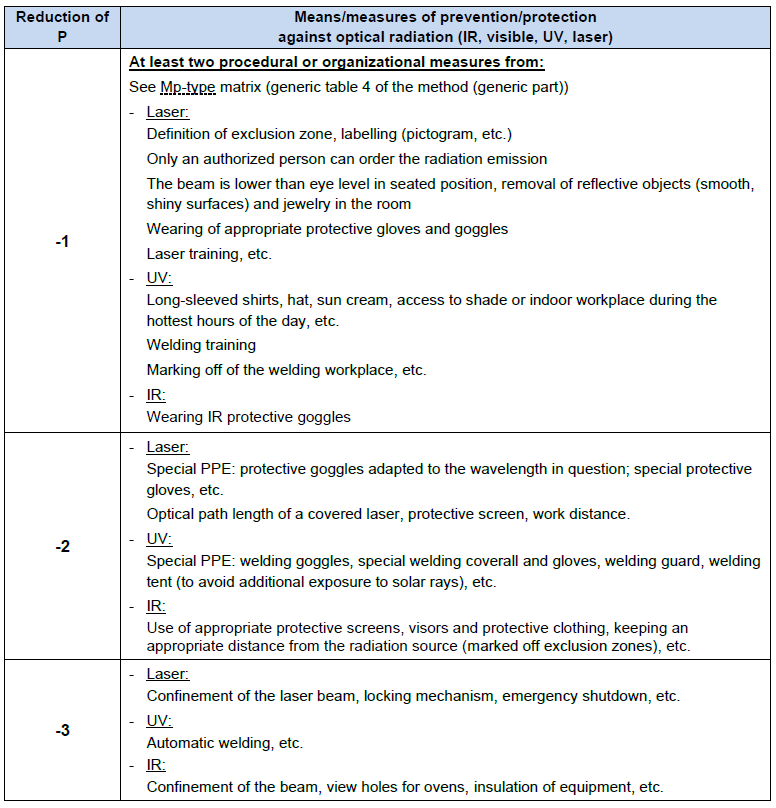 Reduction of P
Means/measures of prevention/protection
against optical radiation (IR, visible, UV, laser)
-1
At least two procedural or organizational measures from:
See Mp-type matrix (generic table 4 of the method (generic part))
- Laser:
Definition of exclusion zone, labelling (pictogram, etc.)
Only an authorized person can order the radiation emission
The beam is lower than eye level in seated position, removal of reflective objects (smooth,
shiny surfaces) and jewelry in the room
Wearing of appropriate protective gloves and goggles
Laser training, etc.
- UV:
Long-sleeved shirts, hat, sun cream, access to shade or indoor workplace during the
hottest hours of the day, etc.
Welding training
Marking off of the welding workplace, etc.
- IR:
Wearing IR protective goggles
-2
- Laser:
Special PPE: protective goggles adapted to the wavelength in question; special protective
gloves, etc.
Optical path length of a covered laser, protective screen, work distance.
- UV:
Special PPE: welding goggles, special welding coverall and gloves, welding guard, welding
tent (to avoid additional exposure to solar rays), etc.
- IR:
Use of appropriate protective screens, visors and protective clothing, keeping an
appropriate distance from the radiation source (marked off exclusion zones), etc.
-3
- Laser:
Confinement of the laser beam, locking mechanism, emergency shutdown, etc.
- UV:
Automatic welding, etc.
- IR:
Confinement of the beam, view holes for ovens, insulation of equipment, etc.